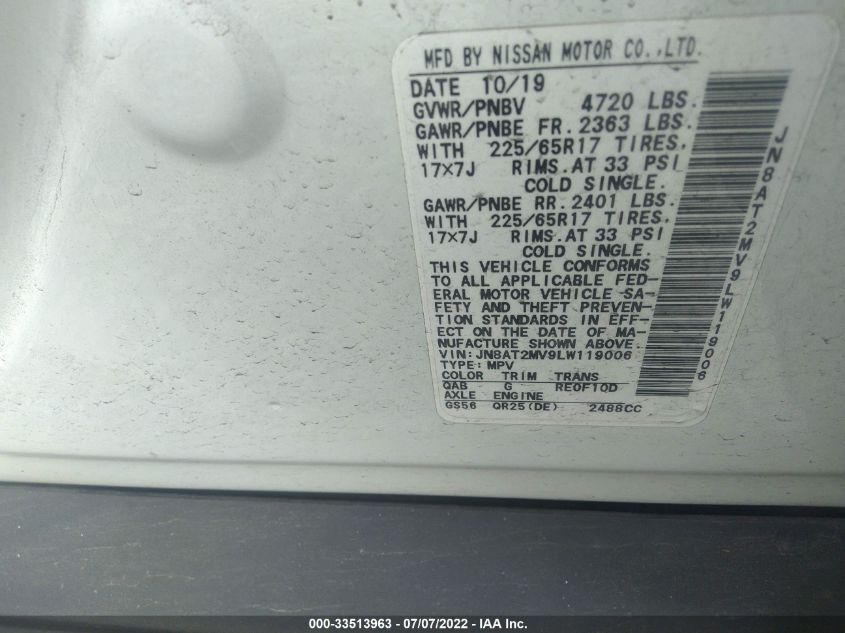 MFD BY NISSAN MOTOR CO.,LTD.
DATE 10/19
GVWR/PNBV 4720 LBS.
GAWR/PNBE FR. 2363 LBS.
WITH 225/65R17 TIRES.
17×7J RIMS.AT 33 PSI
COLD SINGLE.
GAWR/PNBE RR. 2401 LBS.
WITH 225/65R17 TIRES.
17×7J RIMS.AT 33 PSI
COLD SINGLE.
THIS VEHICLE CONFORMS
TO ALL APPLICABLE FED-
ERAL MOTOR VEHICLE SA-
FETY AND THEFT PREVEN-
TION STANDARDS IN EFF-
ECT ON THE DATE OF MA-
NUFACTURE SHOWN ABOVE.
VIN:JN8AT2MV9LW119006
TYPE:MPV
COLOR TRIM TRANS
QAB G RE0F10D
AXLE ENGINE
GS56 QR25(DE) 2488CC
JN8AT2MV9LW119006
000-33513963 - 07/07/2022 - IAA Inc.